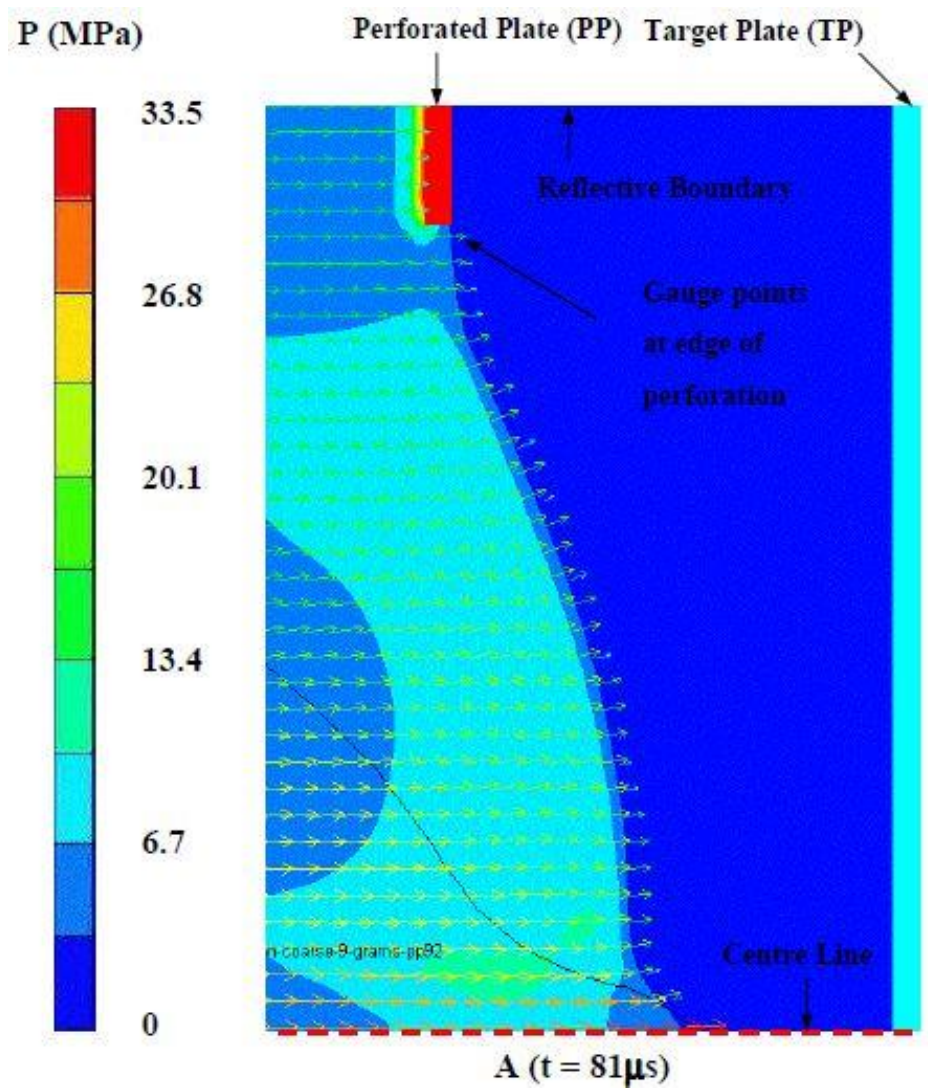 P (MPa)
Perforated Plate (PP)
Target Plate (TP)
33.5
26.8
20.1
13.4
6.7
0
Reflective Boundary
Gauge points
at edge of
perforation
n-coarse-9-grams-pp92
Centre Line
A (t = 81µs)